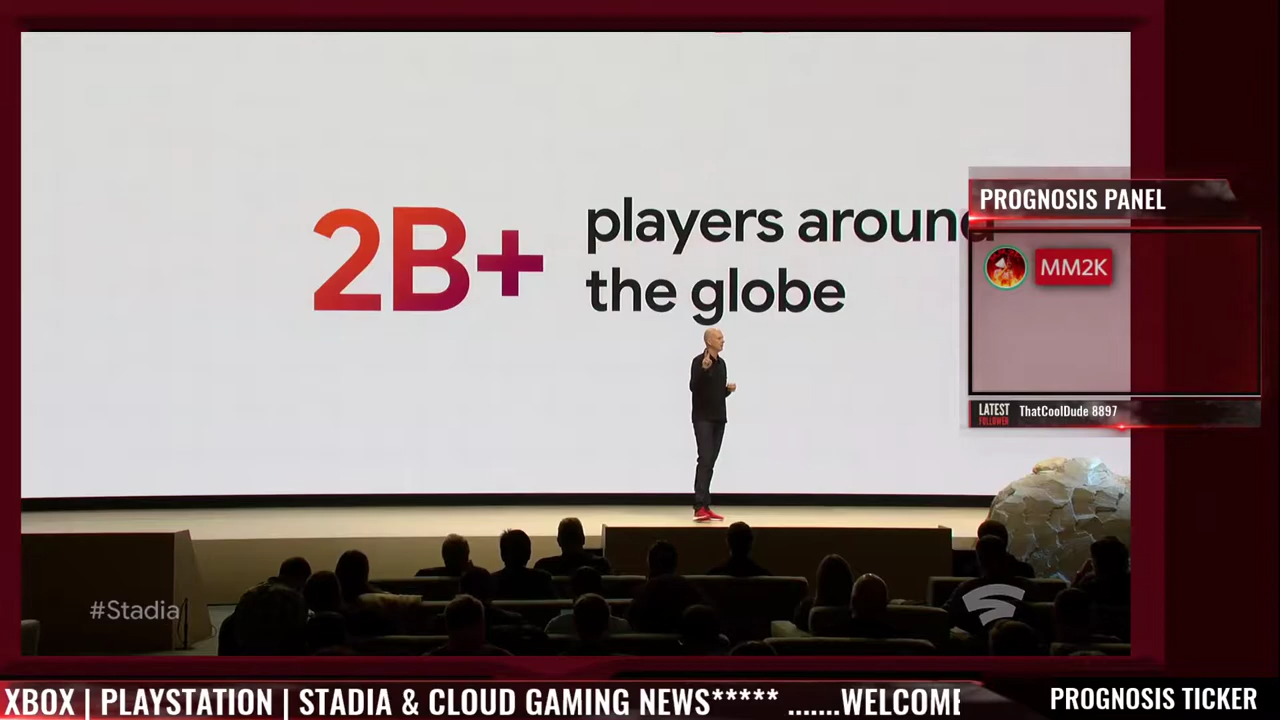 2B+ players around
the globe
PROGNOSIS PANEL
MM2K
LATEST
FOLLOWER
ThatCoolDude 8897
#Stadia
XBOX | PLAYSTATION | STADIA & CLOUD GAMING NEWS***** .......WELCOME
PROGNOSIS TICKER